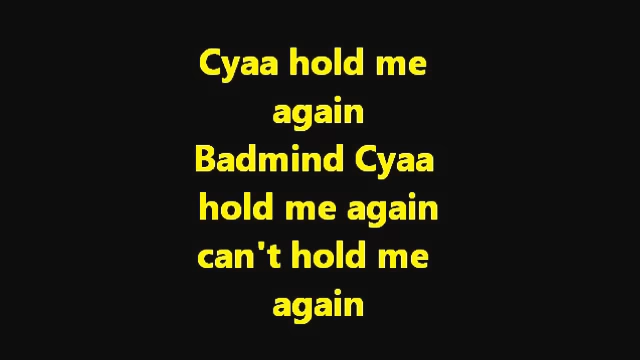 Cyaa hold me
again
Badmind Cyaa
hold me again
can't hold me
again